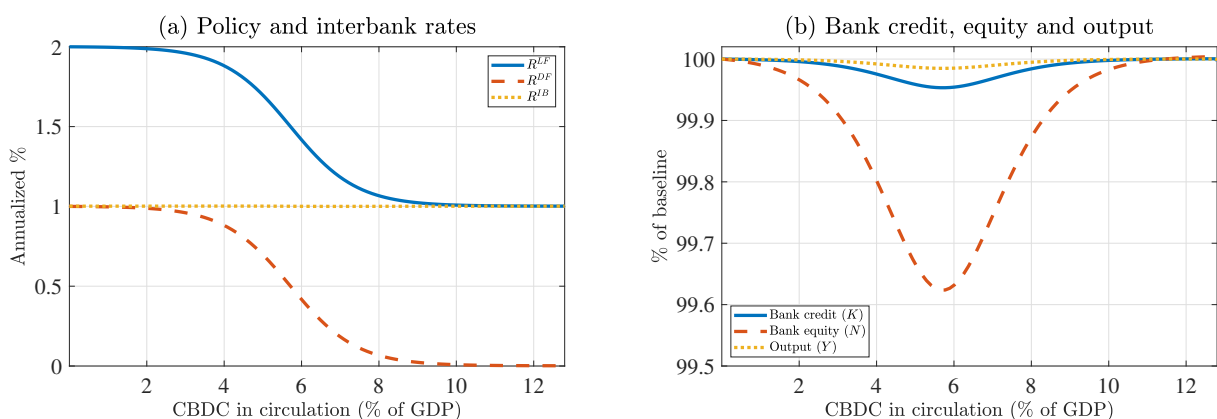 (a) Policy and interbank rates
Annualized %
2
1.5
1
0.5
0
2
4
6
8
10
12
CBDC in circulation (% of GDP)
R^{LF}
R^{DF}
R^{IB}
(b) Bank credit, equity and output
% of baseline
100
99.9
99.8
99.7
99.6
99.5
2
4
6
8
10
12
CBDC in circulation (% of GDP)
Bank credit (K)
Bank equity (N)
Output (Y)